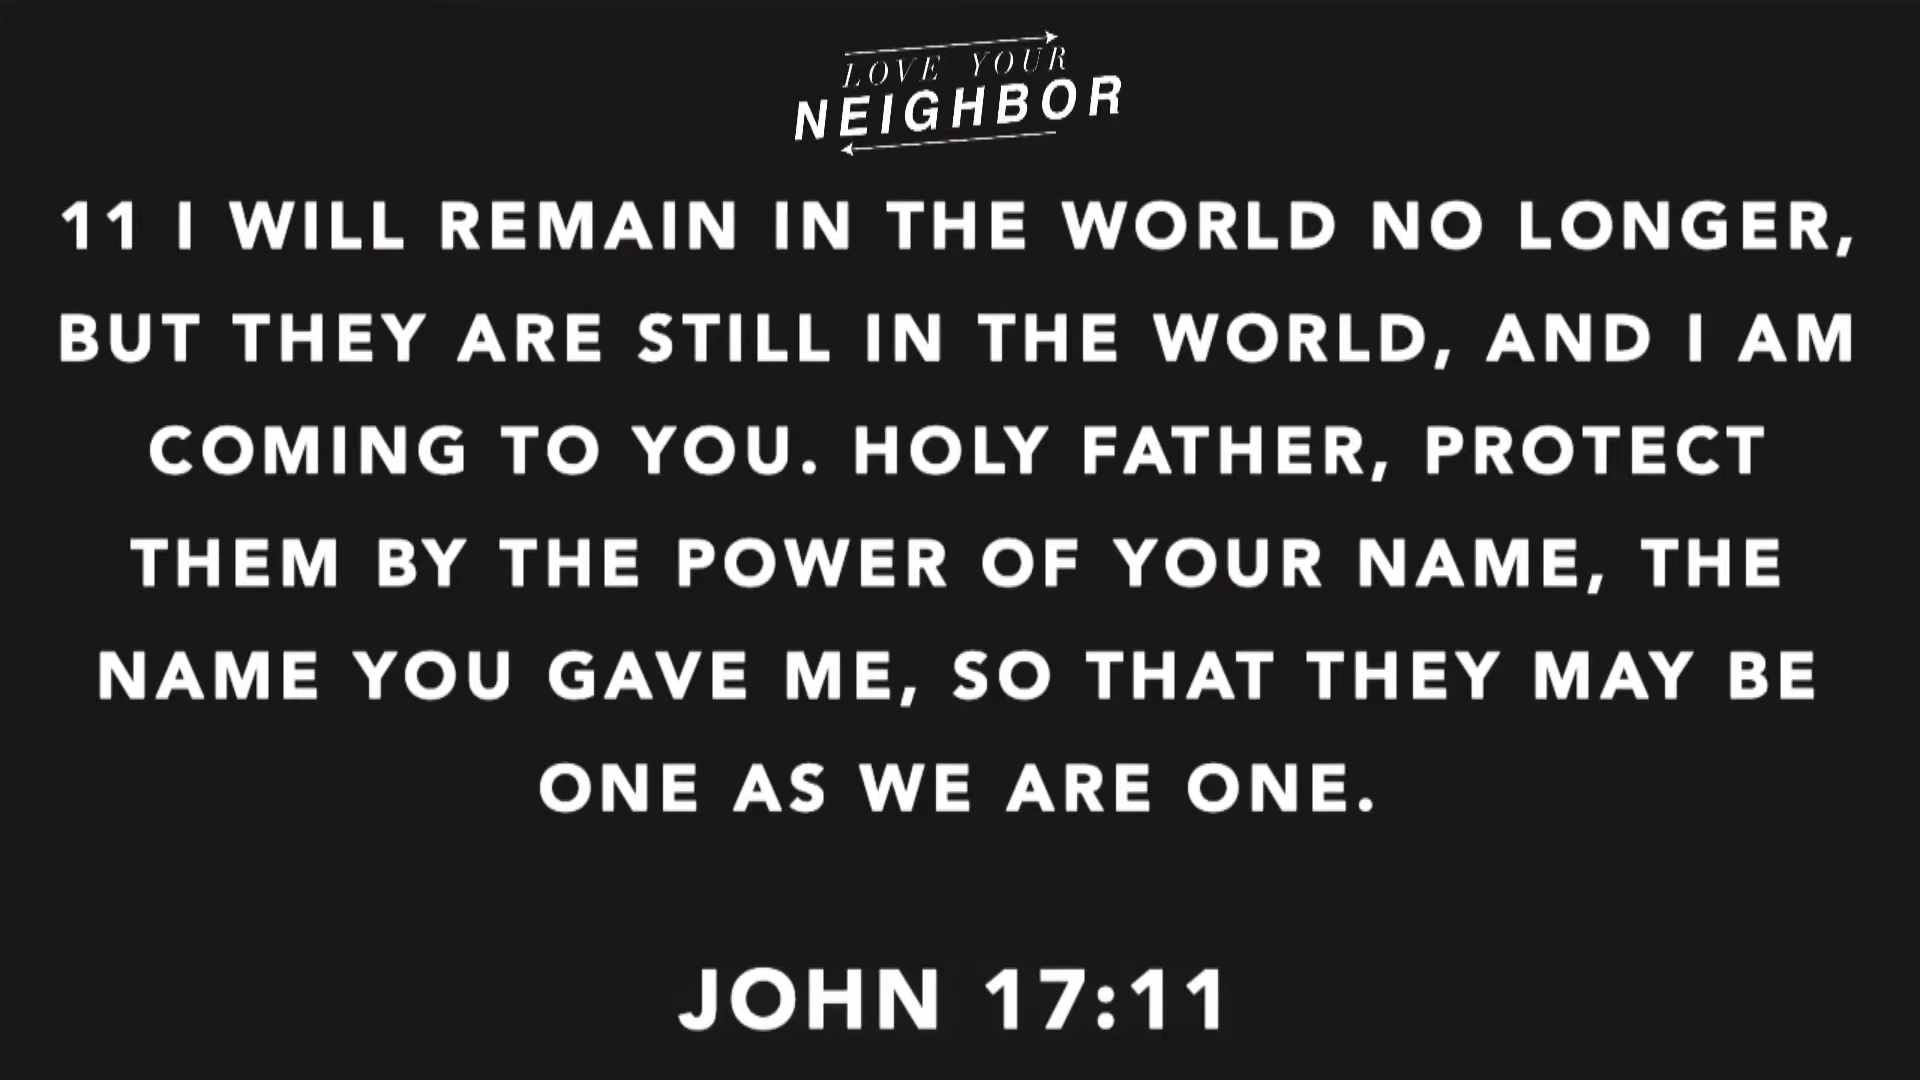 LOVE YOUR
NEIGHBOR
11 I WILL REMAIN IN THE WORLD NO LONGER,
BUT THEY ARE STILL IN THE WORLD, AND I AM
COMING TO YOU. HOLY FATHER, PROTECT
THEM BY THE POWER OF YOUR NAME, THE
NAME YOU GAVE ME, SO THAT THEY MAY BE
ONE AS WE ARE ONE.
JOHN 17:11